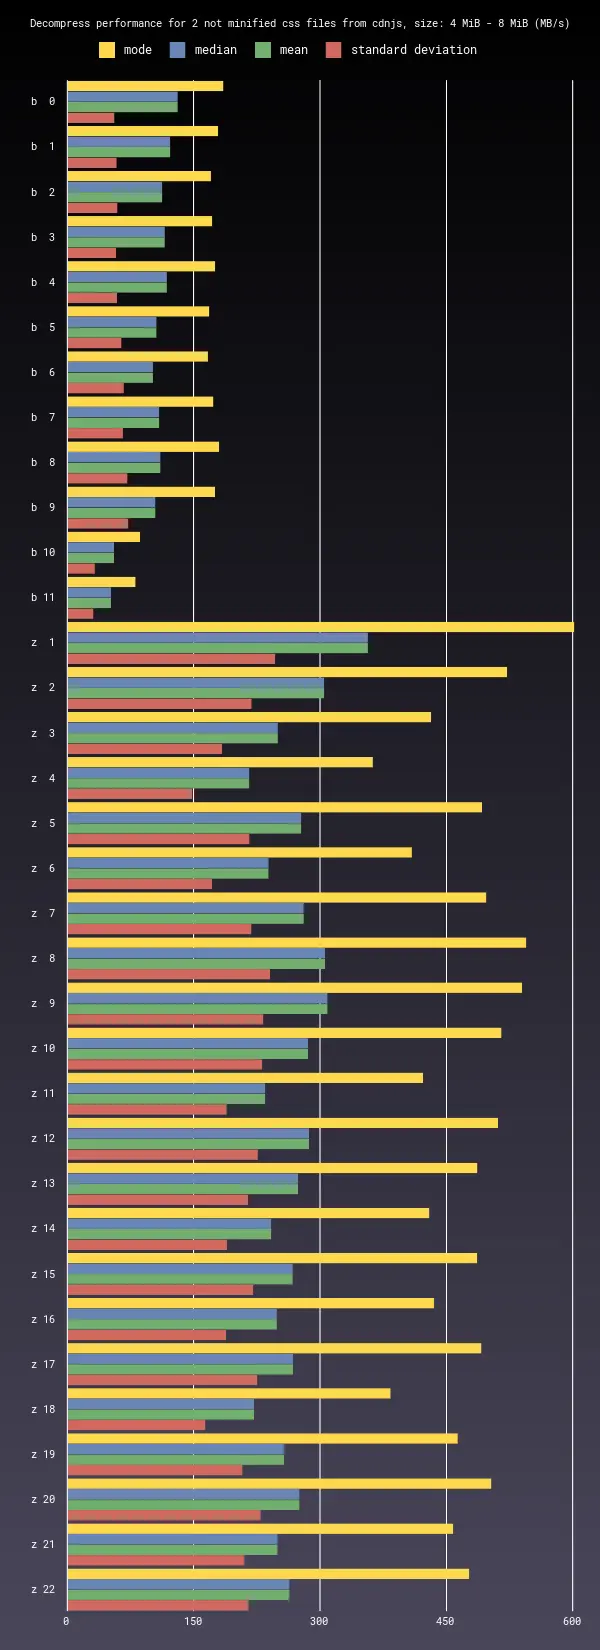 Decompress performance for 2 not minified css files from cdnjs, size: 4 MiB - 8 MiB (MB/s)
mode median mean standard deviation
b 0
b 1
b 2
b 3
b 4
b 5
b 6
b 7
b 8
b 9
b 10
b 11
z 1
z 2
z 3
z 4
z 5
z 6
z 7
z 8
z 9
z 10
z 11
z 12
z 13
z 14
z 15
z 16
z 17
z 18
z 19
z 20
z 21
z 22
0 150 300 450 600